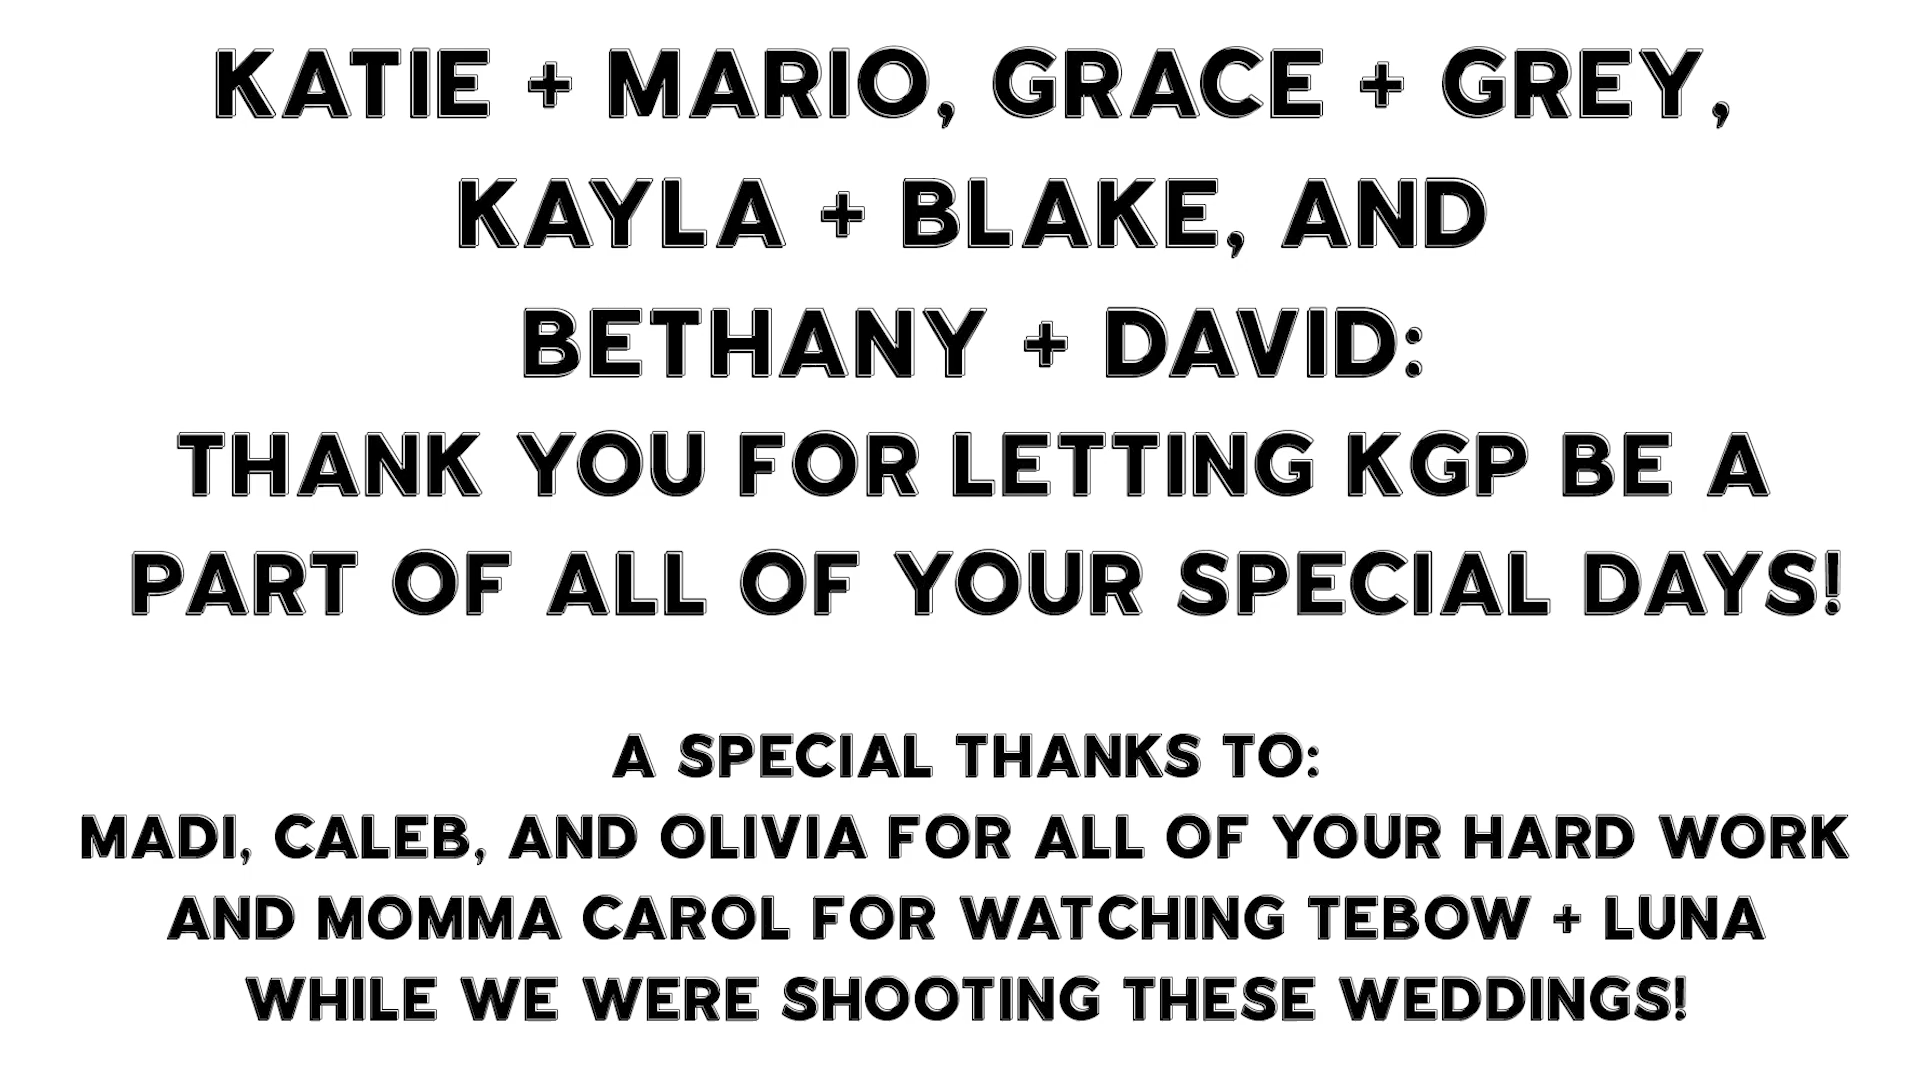 KATIE + MARIO, GRACE + GREY,
KAYLA + BLAKE, AND
BETHANY + DAVID:
THANK YOU FOR LETTING KGP BE A
PART OF ALL OF YOUR SPECIAL DAYS!
A SPECIAL THANKS TO:
MADI, CALEB, AND OLIVIA FOR ALL OF YOUR HARD WORK
AND MOMMA CAROL FOR WATCHING TEBOW + LUNA
WHILE WE WERE SHOOTING THESE WEDDINGS!